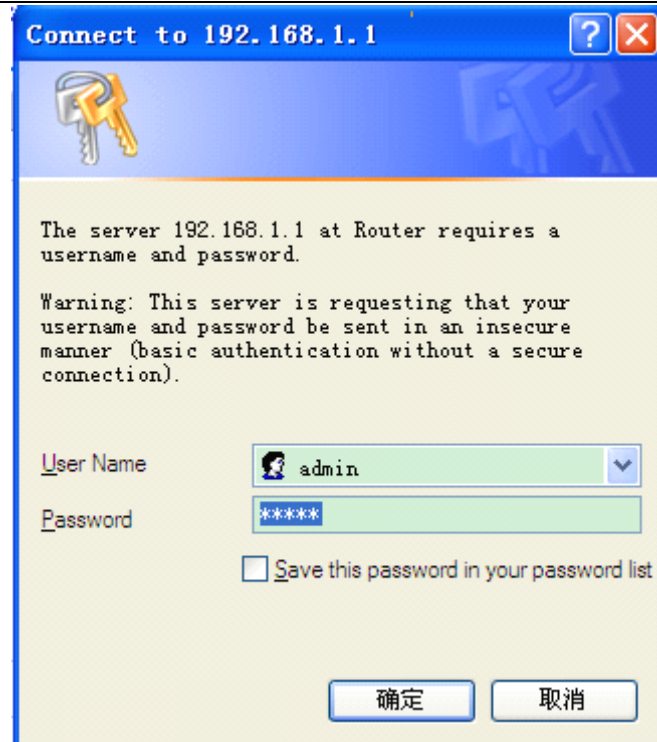 Connect to 192.168.1.1
The server 192.168.1.1 at Router requires a
username and password.
Warning: This server is requesting that your
username and password be sent in an insecure
manner (basic authentication without a secure
connection).
User Name
admin
Password
*****
Save this password in your password list
确定
取消